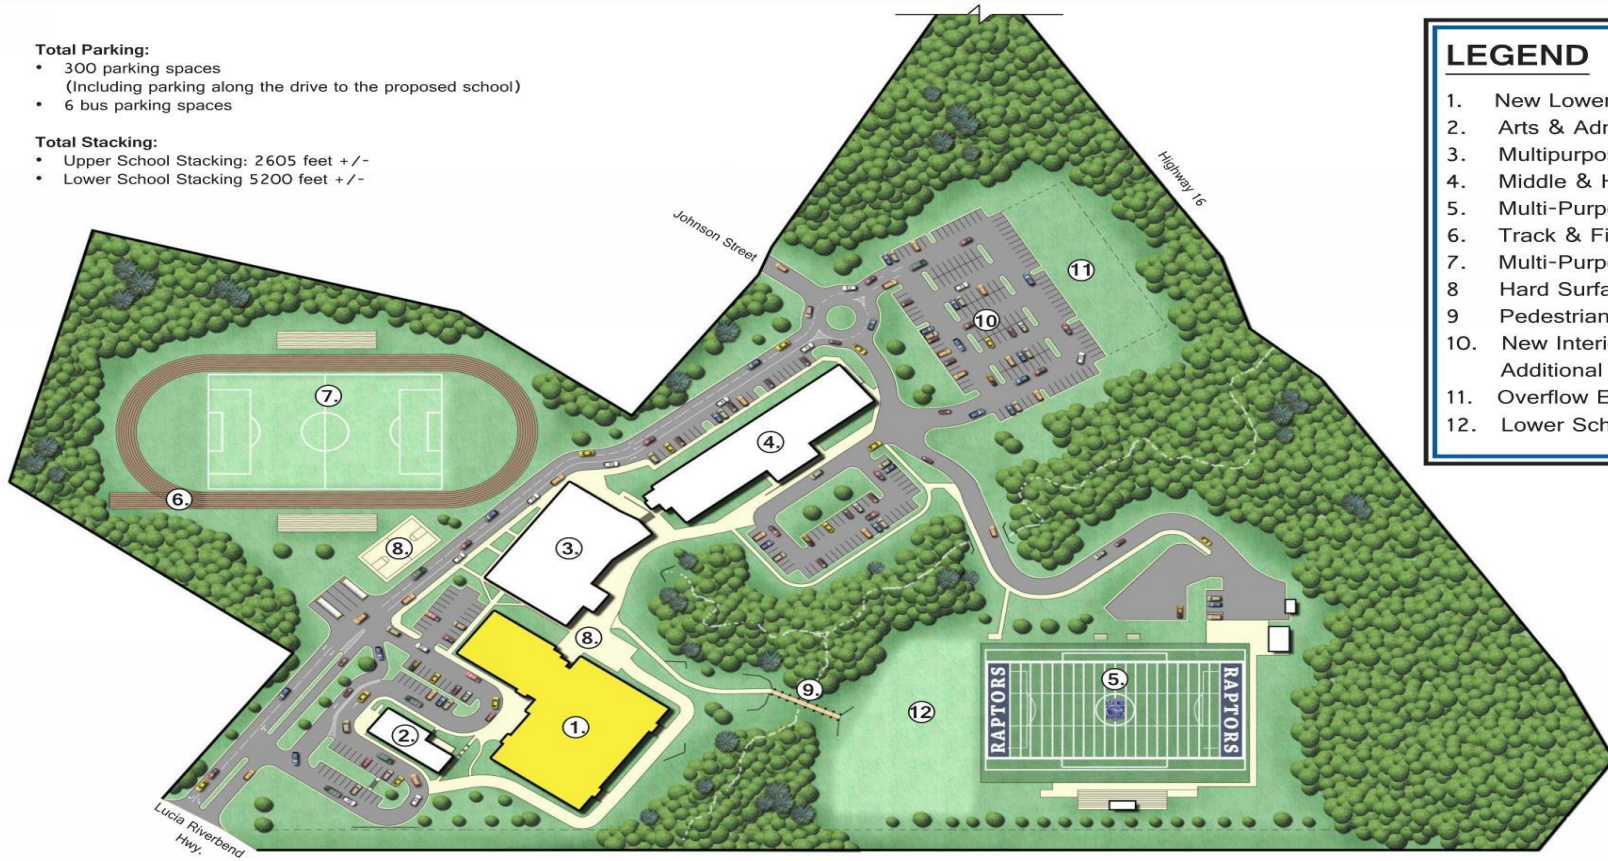 Total Parking:
• 300 parking spaces
(Including parking along the drive to the proposed school)
• 6 bus parking spaces
Total Stacking:
• Upper School Stacking: 2605 feet +/-
• Lower School Stacking 5200 feet +/-
LEGEND
1. New Lower
2. Arts & Adm
3. Multipurpo
4. Middle & H
5. Multi-Purp
6. Track & Fi
7. Multi-Purp
8 Hard Surfa
9 Pedestrian
10. New Interi
Additional
11. Overflow E
12. Lower Sch
Highway 16
Johnson Street
11
10
7.
4.
6.
8.
3.
8.
9.
5.
RAPTORS
RAPTORS
12
1.
2.
Lucia Riverbend
Hwy.